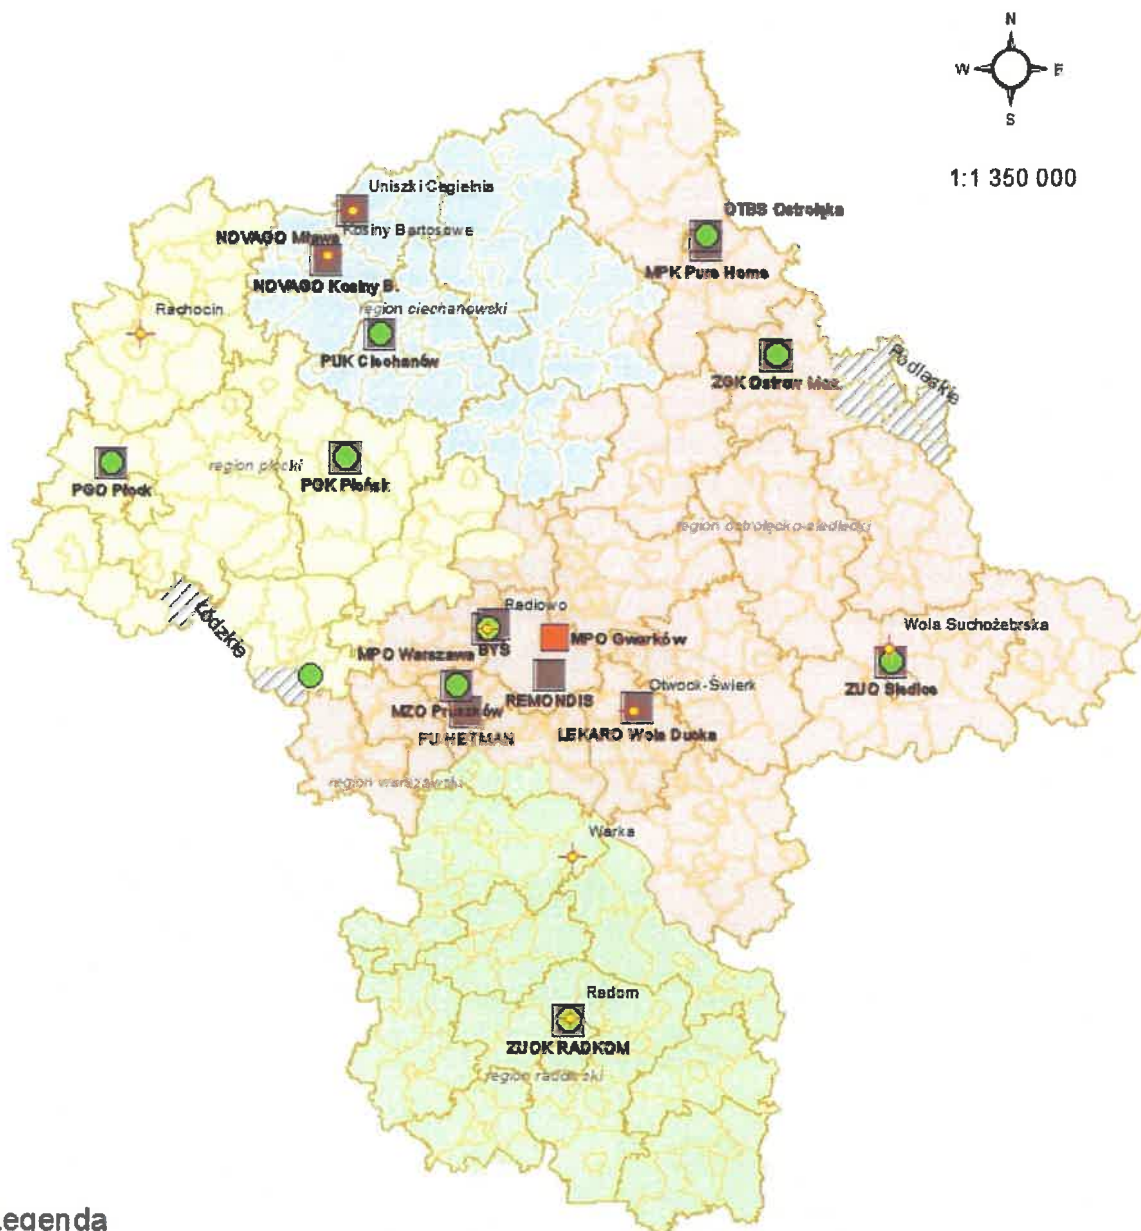 N
W E
S
1:1 350 000
Uniszki Cegielnia
OTBS Ostrołęka
NOVAGO Mława
Kosiny Bartosowe
MPK Pure Home
NOVAGO Kosiny B.
Rachocin
region ciechanowski
PUK Ciechanów
ZGK Ostrów Maz.
Podlaskie
region płocki
PGO Płock
PGK Płońsk
region ostrołęcko-siedlecki
Łódzkie
Radiowo
Wola Suchożebrska
MPO Warszawa
BYŚ
MPO Gwarków
ZUO Siedlce
REMONDIS
Otwock-Świerk
MZO Pruszków
FU HETMAN
LEKARO Wola Ducka
region warszawski
Warka
Radom
ZUOK RADKOM
region radomski
Legenda